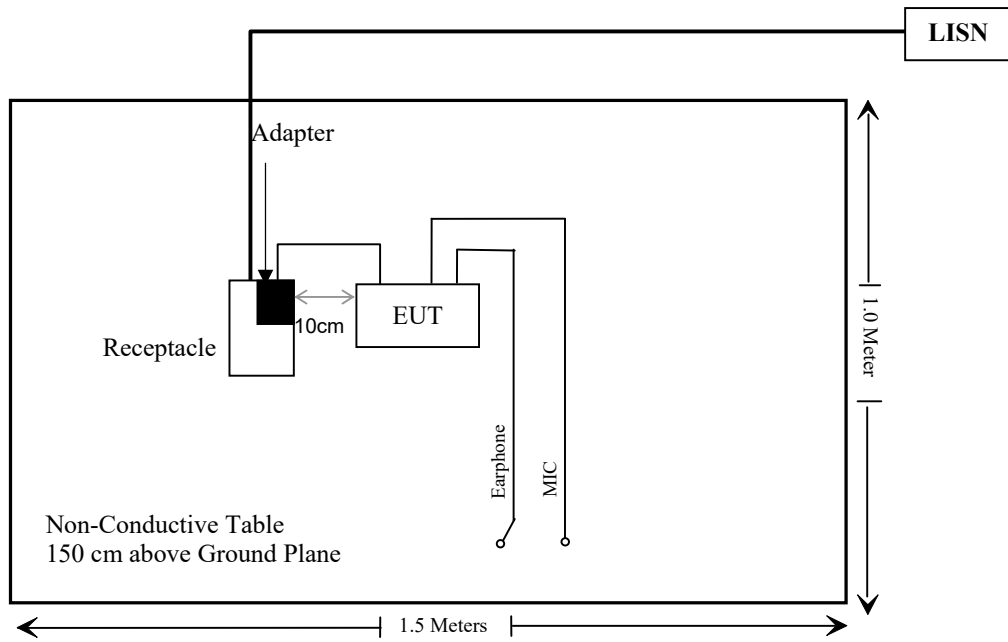 LISN
Adapter
EUT
10cm
Receptacle
1.0 Meter
Earphone
MIC
Non-Conductive Table
150 cm above Ground Plane
1.5 Meters